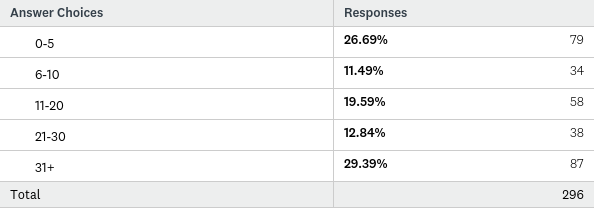 Answer Choices Responses
0-5 26.69% 79
6-10 11.49% 34
11-20 19.59% 58
21-30 12.84% 38
31+ 29.39% 87
Total 296